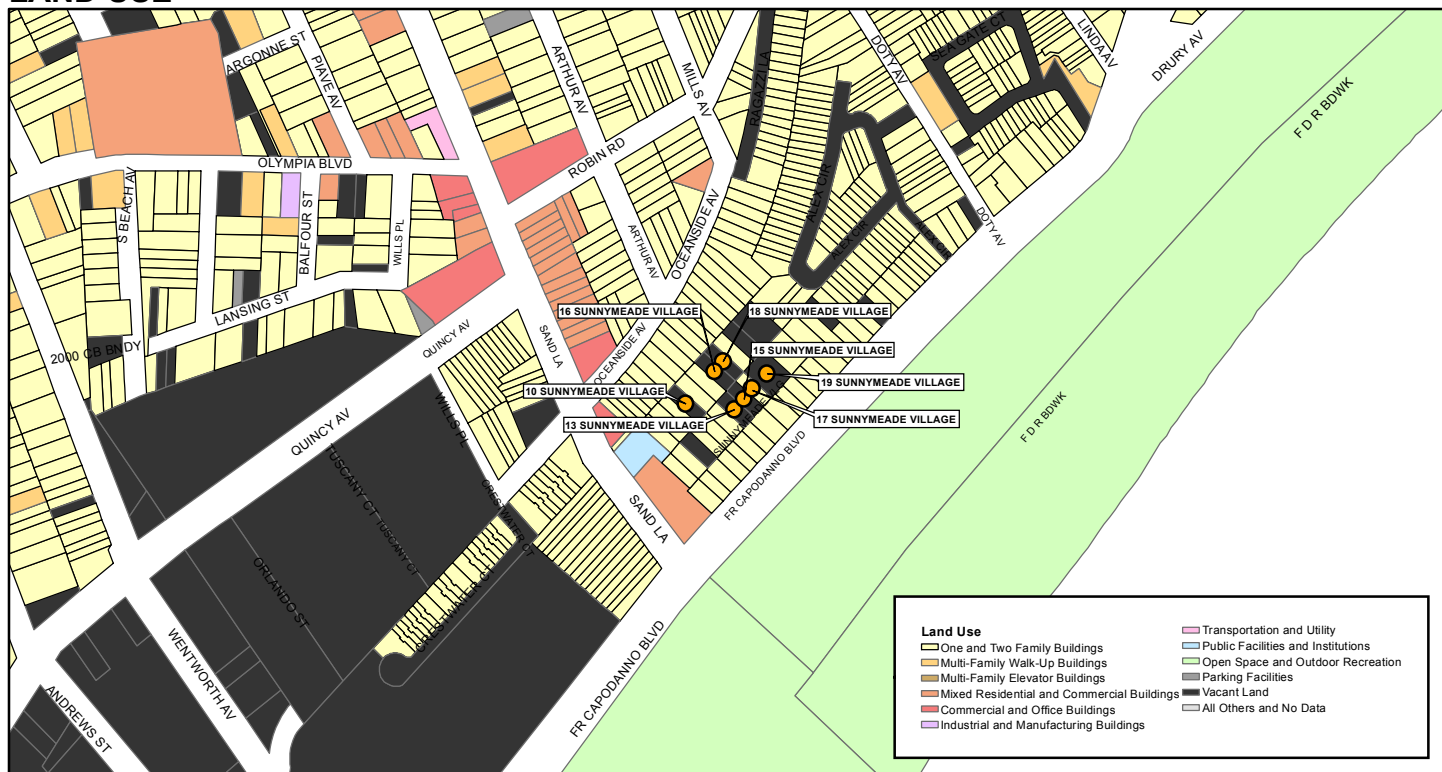 LAND USE
ARGONNE ST
PIAVE AV
ARTHUR AV
MILLS AV
RAGAZZI LA
DOTY AV
SEA GATE CT
LINDA AV
DRURY AV
F D R BDWK
OLYMPIA BLVD
ROBIN RD
S BEACH AV
BALFOUR ST
WILLS PL
ARTHUR AV
OCEANSIDE AV
ALEX CIR
ALEX CIR
ALEX CIR
DOTY AV
LANSING ST
2000 CB BNDY
QUINCY AV
SAND LA
OCEANSIDE AV
16 SUNNYMEADE VILLAGE
18 SUNNYMEADE VILLAGE
15 SUNNYMEADE VILLAGE
19 SUNNYMEADE VILLAGE
10 SUNNYMEADE VILLAGE
13 SUNNYMEADE VILLAGE
17 SUNNYMEADE VILLAGE
F D R BDWK
WILLS PL
QUINCY AV
TUSCANY CT
TUSCANY CT
CRESTWATER CT
SAND LA
FR CAPODANNO BLVD
ORLANDO ST
CRESTWATER CT
WENTWORTH AV
ANDREWS ST
FR CAPODANNO BLVD
Land Use
One and Two Family Buildings
Multi-Family Walk-Up Buildings
Multi-Family Elevator Buildings
Mixed Residential and Commercial Buildings
Commercial and Office Buildings
Industrial and Manufacturing Buildings
Transportation and Utility
Public Facilities and Institutions
Open Space and Outdoor Recreation
Parking Facilities
Vacant Land
All Others and No Data